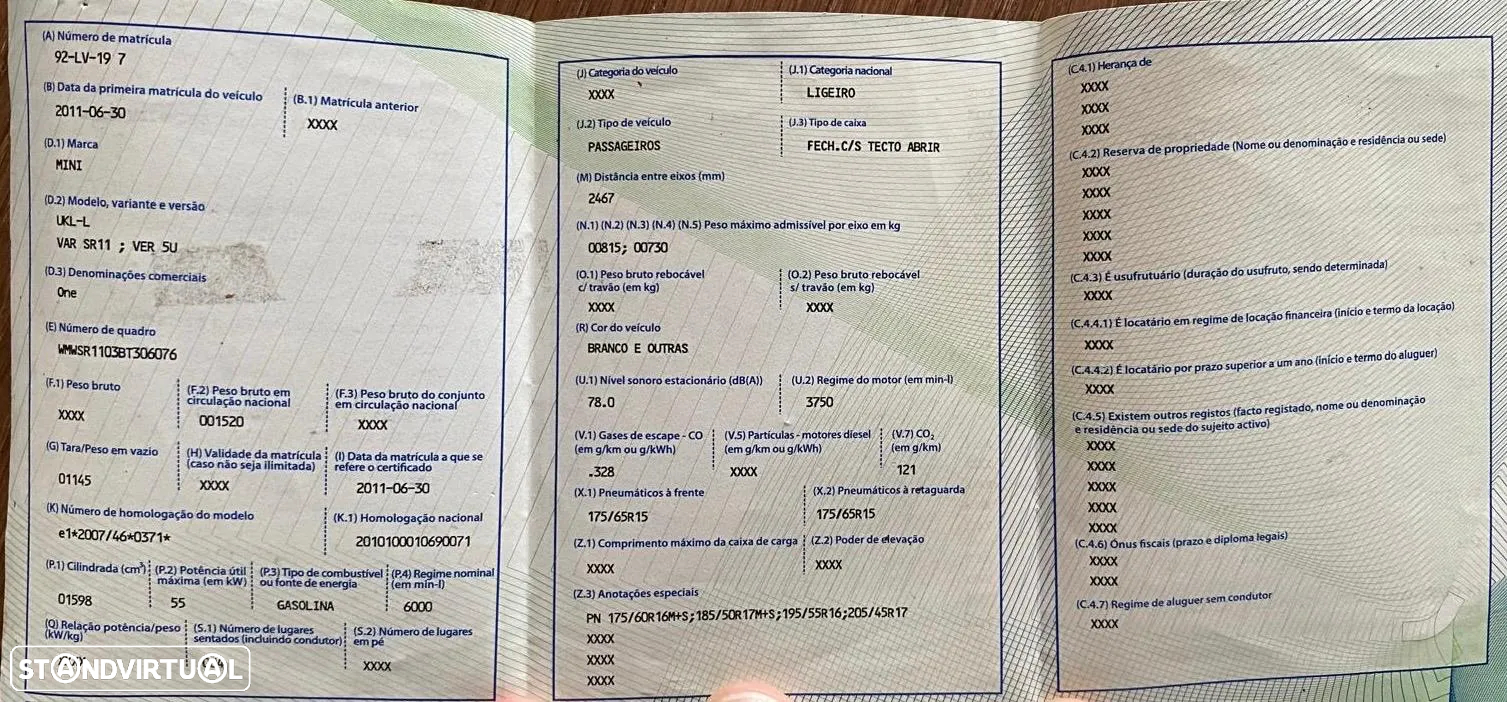 (A) Número de matrícula
92-LV-19 7
(B) Data da primeira matrícula do veículo
(B.1) Matrícula anterior
2011-06-30
XXXX
(D.1) Marca
MINI
(D.2) Modelo, variante e versão
UKL-L
VAR SR11 ; VER 5U
(D.3) Denominações comerciais
One
(E) Número de quadro
WMWSR1103BT306076
(F.1) Peso bruto
XXXX
(F.2) Peso bruto em
circulação nacional
001520
(F.3) Peso bruto do conjunto
em circulação nacional
XXXX
(G) Tara/Peso em vazio
01145
(H) Validade da matrícula
(caso não seja ilimitada)
XXXX
(I) Data da matrícula a que se
refere o certificado
2011-06-30
(K) Número de homologação do modelo
e1*2007/46*0371*
(K.1) Homologação nacional
2010100010690071
(P.1) Cilindrada (cm³)
01598
(P.2) Potência útil
máxima (em kW)
55
(P.3) Tipo de combustível
ou fonte de energia
GASOLINA
(P.4) Regime nominal
(em min-l)
6000
(Q) Relação potência/peso
(kW/kg)
(S.1) Número de lugares
sentados (incluindo condutor)
(S.2) Número de lugares
em pé
XXXX
STANDVIRTUAL
(J) Categoria do veículo
XXXX
(J.1) Categoria nacional
LIGEIRO
(J.2) Tipo de veículo
PASSAGEIROS
(J.3) Tipo de caixa
FECH.C/S TECTO ABRIR
(M) Distância entre eixos (mm)
2467
(N.1) (N.2) (N.3) (N.4) (N.5) Peso máximo admissível por eixo em kg
00815; 00730
(O.1) Peso bruto rebocável
c/ travão (em kg)
XXXX
(O.2) Peso bruto rebocável
s/ travão (em kg)
XXXX
(R) Cor do veículo
BRANCO E OUTRAS
(U.1) Nível sonoro estacionário (dB(A))
78.0
(U.2) Regime do motor (em min-l)
3750
(V.1) Gases de escape - CO
(em g/km ou g/kWh)
.328
(V.5) Partículas - motores diesel
(em g/km ou g/kWh)
XXXX
(V.7) CO₂
(em g/km)
121
(X.1) Pneumáticos à frente
175/65R15
(X.2) Pneumáticos à retaguarda
175/65R15
(Z.1) Comprimento máximo da caixa de carga
XXXX
(Z.2) Poder de elevação
XXXX
(Z.3) Anotações especiais
PN 175/60R16M+S;185/50R17M+S;195/55R16;205/45R17
XXXX
XXXX
XXXX
(C.4.1) Herança de
XXXX
XXXX
XXXX
(C.4.2) Reserva de propriedade (Nome ou denominação e residência ou sede)
XXXX
XXXX
XXXX
XXXX
XXXX
(C.4.3) É usufrutuário (duração do usufruto, sendo determinada)
XXXX
(C.4.4.1) É locatário em regime de locação financeira (início e termo da locação)
XXXX
(C.4.4.2) É locatário por prazo superior a um ano (início e termo do aluguer)
XXXX
(C.4.5) Existem outros registos (facto registado, nome ou denominação
e residência ou sede do sujeito activo)
XXXX
XXXX
XXXX
XXXX
XXXX
(C.4.6) Ónus fiscais (prazo e diploma legais)
XXXX
XXXX
(C.4.7) Regime de aluguer sem condutor
XXXX